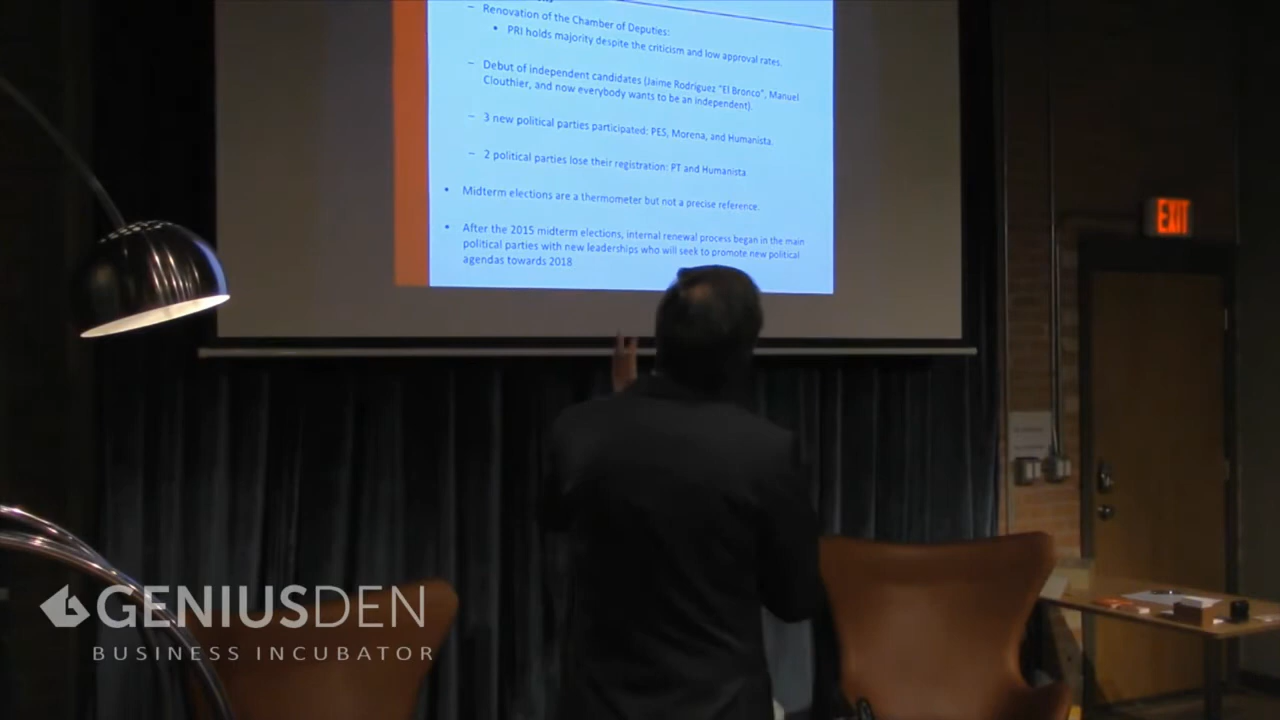 – Renovation of the Chamber of Deputies:
• PRI holds majority despite the criticism and low approval rates.
– Debut of independent candidates (Jaime Rodríguez "El Bronco", Manuel
Clouthier, and now everybody wants to be an independent).
– 3 new political parties participated: PES, Morena, and Humanista.
– 2 political parties lose their registration: PT and Humanista
• Midterm elections are a thermometer but not a precise reference.
• After the 2015 midterm elections, internal renewal process began in the main
political parties with new leaderships who will seek to promote new political
agendas towards 2018
EXIT
GENIUSDEN
BUSINESS INCUBATOR